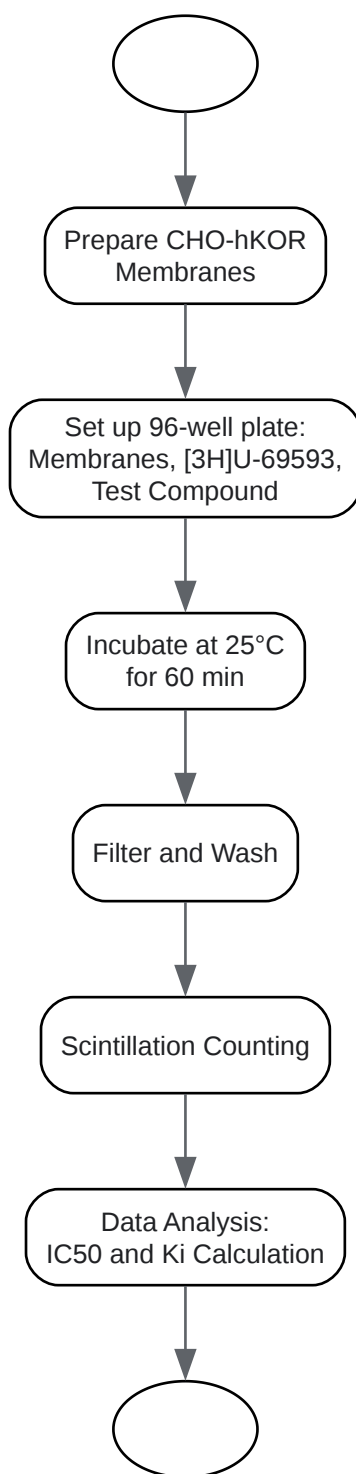 Prepare CHO-hKOR
Membranes
Set up 96-well plate:
Membranes, [3H]U-69593,
Test Compound
Incubate at 25°C
for 60 min
Filter and Wash
Scintillation Counting
Data Analysis:
IC50 and Ki Calculation